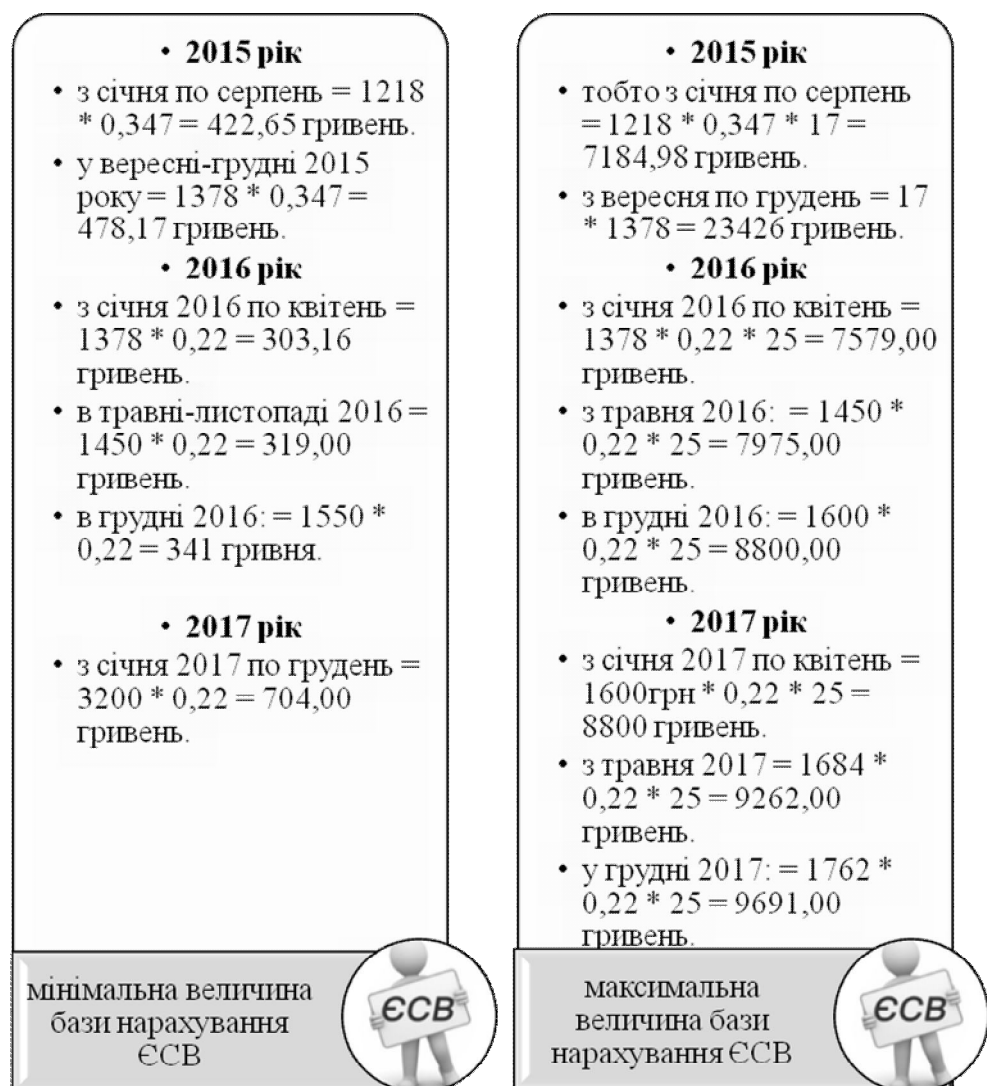 • 2015 рік
• з січня по серпень = 1218
* 0,347 = 422,65 гривень.
• у вересні-грудні 2015
року = 1378 * 0,347 =
478,17 гривень.
• 2016 рік
• з січня 2016 по квітень =
1378 * 0,22 = 303,16
гривень.
• в травні-листопаді 2016 =
1450 * 0,22 = 319,00
гривень.
• в грудні 2016: = 1550 *
0,22 = 341 гривня.
• 2017 рік
• з січня 2017 по грудень =
3200 * 0,22 = 704,00
гривень.
мінімальна величина
бази нарахування
ЄСВ
ЄСВ
• 2015 рік
• тобто з січня по серпень
= 1218 * 0,347 * 17 =
7184,98 гривень.
• з вересня по грудень = 17
* 1378 = 23426 гривень.
• 2016 рік
• з січня 2016 по квітень =
1378 * 0,22 * 25 = 7579,00
гривень.
• з травня 2016: = 1450 *
0,22 * 25 = 7975,00
гривень.
• в грудні 2016: = 1600 *
0,22 * 25 = 8800,00
гривень.
• 2017 рік
• з січня 2017 по квітень =
1600грн * 0,22 * 25 =
8800 гривень.
• з травня 2017 = 1684 *
0,22 * 25 = 9262,00
гривень.
• у грудні 2017: = 1762 *
0,22 * 25 = 9691,00
гривень.
максимальна
величина бази
нарахування ЄСВ
ЄСВ